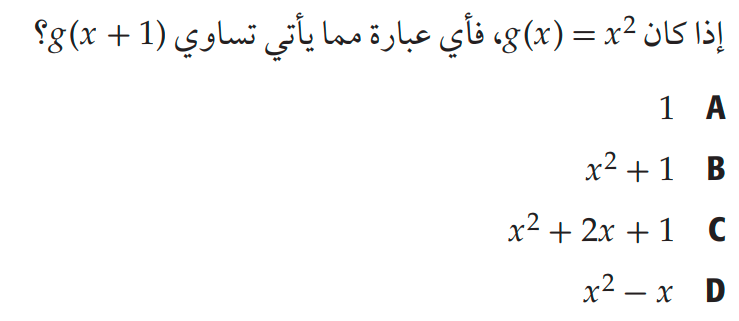 إذا كان g(x) = x²، فأي عبارة مما يأتي تساوي g(x + 1)؟
A 1
B x² + 1
C x² + 2x + 1
D x² − x